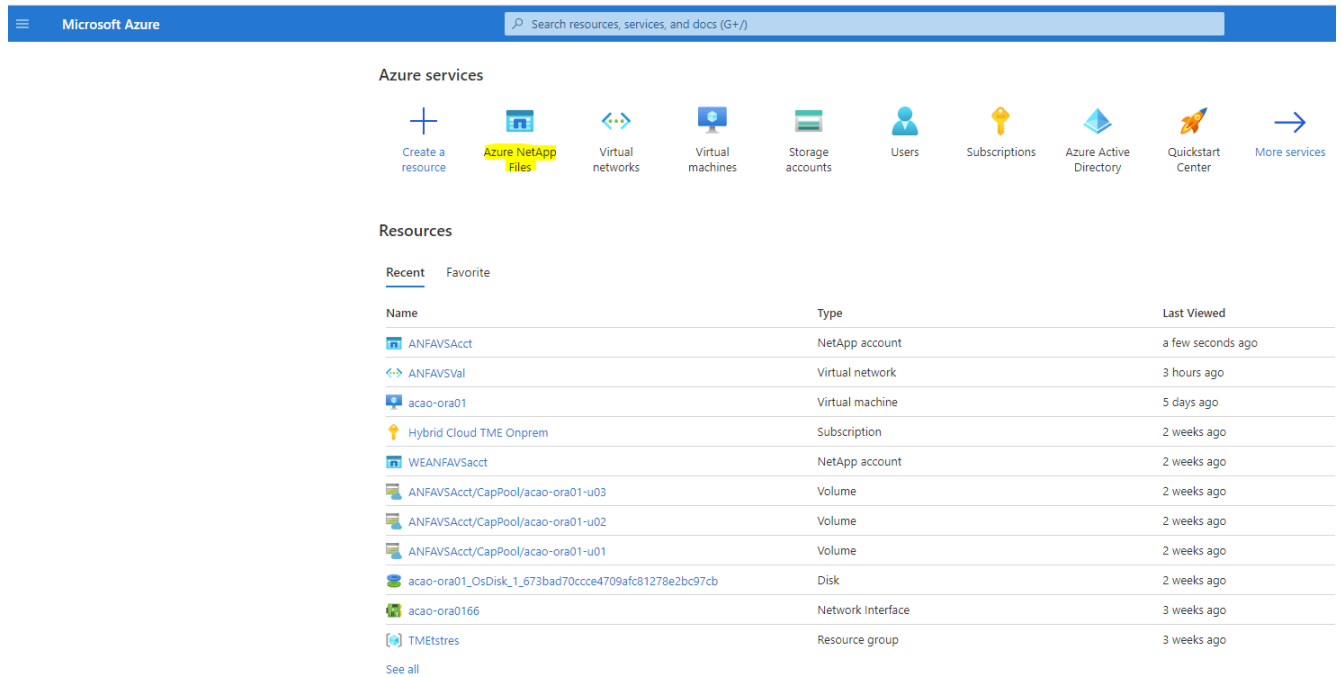 Microsoft Azure
Search resources, services, and docs (G+/)
Azure services
Create a resource
Azure NetApp Files
Virtual networks
Virtual machines
Storage accounts
Users
Subscriptions
Azure Active Directory
Quickstart Center
More services
Resources
Recent Favorite
Name Type Last Viewed
ANFAVSAcct NetApp account a few seconds ago
ANFAVSVal Virtual network 3 hours ago
acao-ora01 Virtual machine 5 days ago
Hybrid Cloud TME Onprem Subscription 2 weeks ago
WEANFAVSacct NetApp account 2 weeks ago
ANFAVSAcct/CapPool/acao-ora01-u03 Volume 2 weeks ago
ANFAVSAcct/CapPool/acao-ora01-u02 Volume 2 weeks ago
ANFAVSAcct/CapPool/acao-ora01-u01 Volume 2 weeks ago
acao-ora01_OsDisk_1_673bad70ccce4709afc81278e2bc97cb Disk 2 weeks ago
acao-ora0166 Network Interface 3 weeks ago
TMEtstres Resource group 3 weeks ago
See all